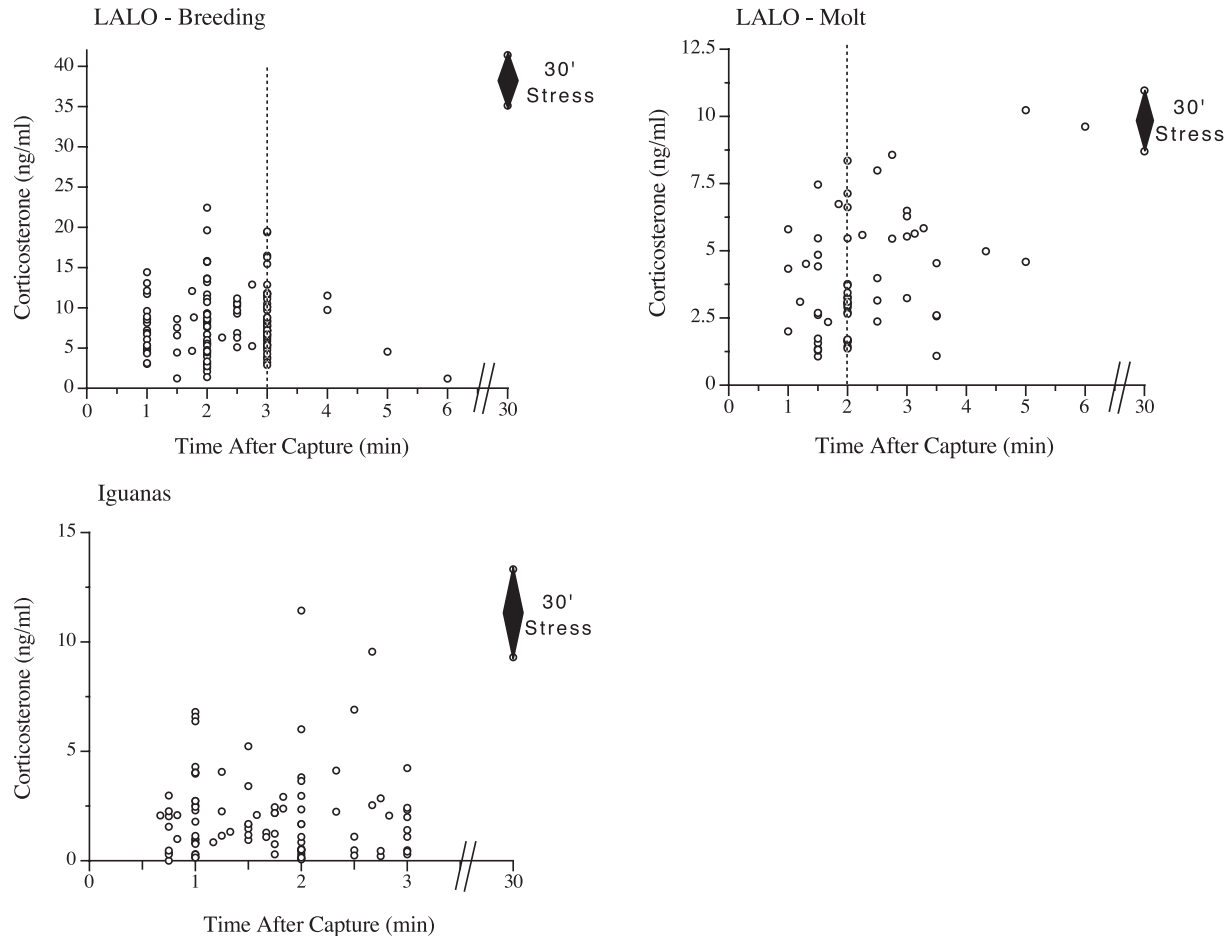 LALO - Breeding
40
35
30
25
20
15
10
5
0
Corticosterone (ng/ml)
30'
Stress
0 1 2 3 4 5 6 30
Time After Capture (min)
LALO - Molt
12.5
10
7.5
5
2.5
0
Corticosterone (ng/ml)
30'
Stress
0 1 2 3 4 5 6 30
Time After Capture (min)
Iguanas
15
10
5
0
Corticosterone (ng/ml)
30'
Stress
0 1 2 3 30
Time After Capture (min)